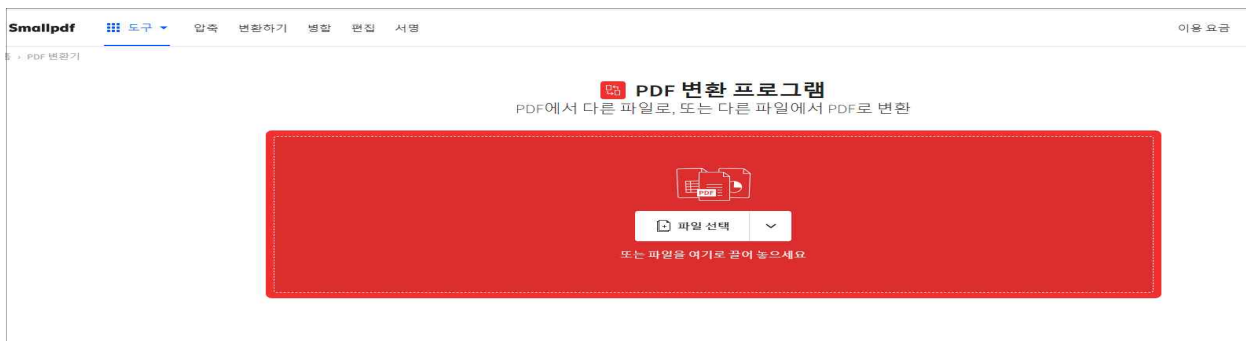 Smallpdf 도구 압축 변환하기 병합 편집 서명 이용 요금
홈 › PDF 변환기
PDF 변환 프로그램
PDF에서 다른 파일로, 또는 다른 파일에서 PDF로 변환
PDF
파일 선택
또는 파일을 여기로 끌어 놓으세요